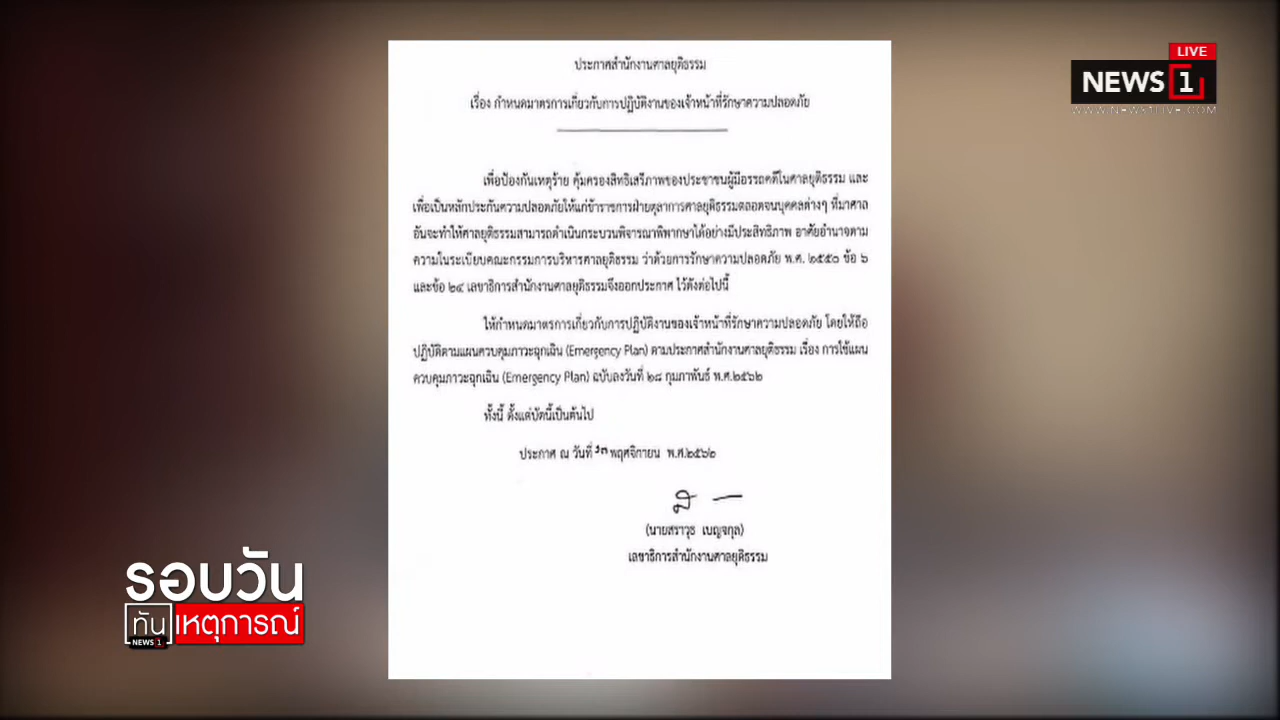 ประกาศสำนักงานศาลยุติธรรม
เรื่อง กำหนดมาตรการเกี่ยวกับการปฏิบัติงานของเจ้าหน้าที่รักษาความปลอดภัย
เพื่อป้องกันเหตุร้าย คุ้มครองสิทธิเสรีภาพของประชาชนผู้มีอรรถคดีในศาลยุติธรรม และ
เพื่อเป็นหลักประกันความปลอดภัยให้แก่ข้าราชการฝ่ายตุลาการศาลยุติธรรมตลอดจนบุคคลต่างๆ ที่มาศาล
อันจะทำให้ศาลยุติธรรมสามารถดำเนินกระบวนพิจารณาพิพากษาได้อย่างมีประสิทธิภาพ อาศัยอำนาจตาม
ความในระเบียบคณะกรรมการบริหารศาลยุติธรรม ว่าด้วยการรักษาความปลอดภัย พ.ศ. ๒๕๕๐ ข้อ ๖
และข้อ ๒๔ เลขาธิการสำนักงานศาลยุติธรรมจึงออกประกาศ ไว้ดังต่อไปนี้
ให้กำหนดมาตรการเกี่ยวกับการปฏิบัติงานของเจ้าหน้าที่รักษาความปลอดภัย โดยให้ถือ
ปฏิบัติตามแผนควบคุมภาวะฉุกเฉิน (Emergency Plan) ตามประกาศสำนักงานศาลยุติธรรม เรื่อง การใช้แผน
ควบคุมภาวะฉุกเฉิน (Emergency Plan) ฉบับลงวันที่ ๒๘ กุมภาพันธ์ พ.ศ.๒๕๖๒
ทั้งนี้ ตั้งแต่บัดนี้เป็นต้นไป
ประกาศ ณ วันที่ พฤศจิกายน พ.ศ.๒๕๖๒
(นายสราวุธ เบญจกุล)
เลขาธิการสำนักงานศาลยุติธรรม
LIVE
NEWS 1
WWW.NEWS1LIVE.COM
รอบวัน
ทันเหตุการณ์
NEWS 1